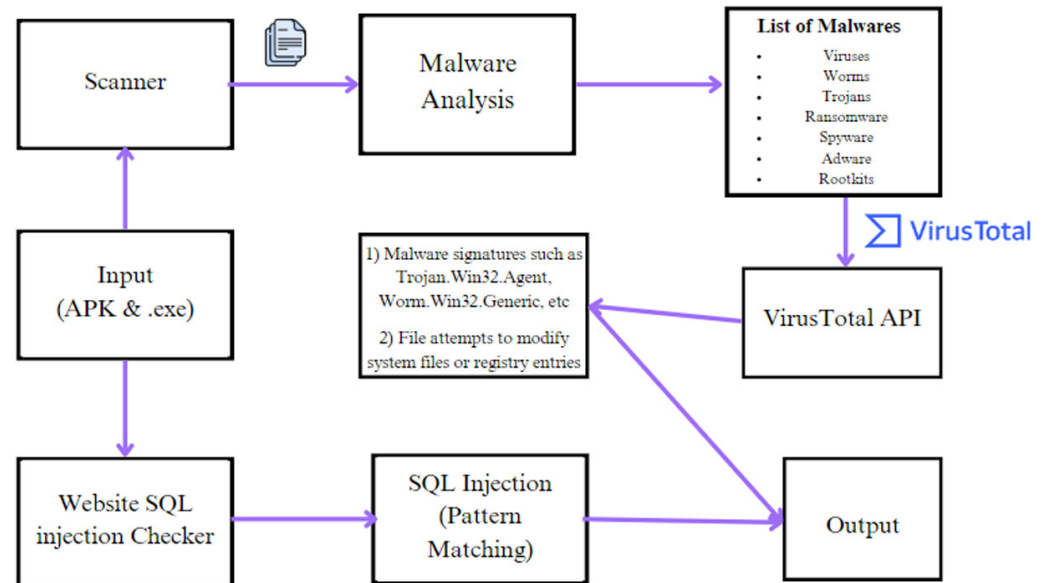 Scanner
Malware
Analysis
List of Malwares
• Viruses
• Worms
• Trojans
• Ransomware
• Spyware
• Adware
• Rootkits
VirusTotal
Input
(APK & .exe)
1) Malware signatures such as
Trojan.Win32.Agent,
Worm.Win32.Generic, etc
2) File attempts to modify
system files or registry entries
VirusTotal API
Website SQL
injection Checker
SQL Injection
(Pattern
Matching)
Output